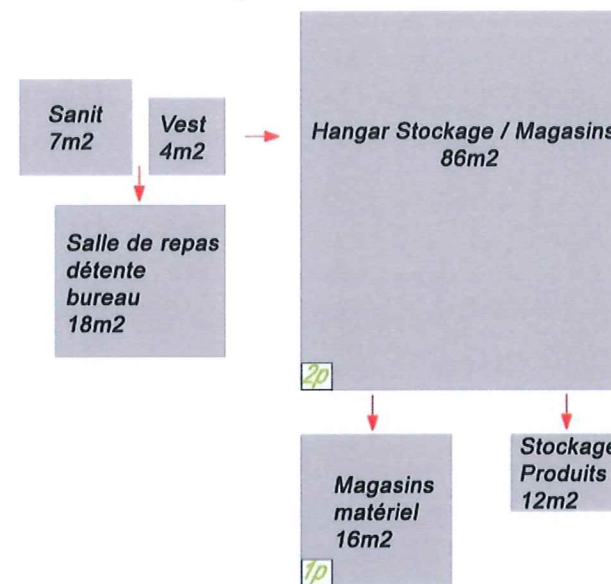 Sanit
7m2
Vest
4m2
Hangar Stockage / Magasins
86m2
Salle de repas
détente
bureau
18m2
2p
Magasins
matériel
16m2
1p
Stockage
Produits
12m2